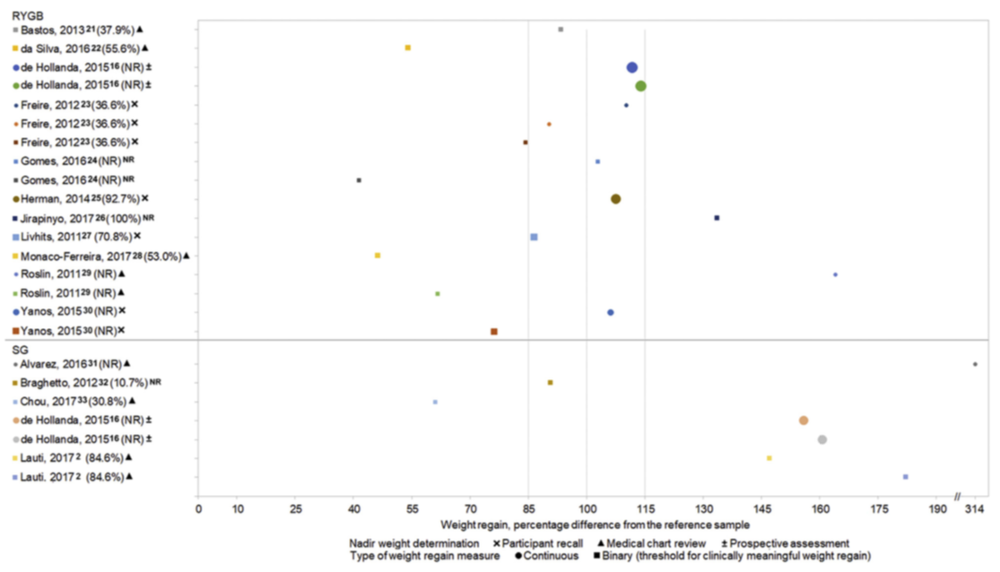 RYGB
Bastos, 2013²¹(37.9%)▲
da Silva, 2016²²(55.6%)▲
de Hollanda, 2015¹⁶(NR)±
de Hollanda, 2015¹⁶(NR)±
Freire, 2012²³(36.6%)×
Freire, 2012²³(36.6%)×
Freire, 2012²³(36.6%)×
Gomes, 2016²⁴(NR) NR
Gomes, 2016²⁴(NR) NR
Herman, 2014²⁵(92.7%)×
Jirapinyo, 2017²⁶(100%) NR
Livhits, 2011²⁷ (70.8%)×
Monaco-Ferreira, 2017²⁸(53.0%)▲
Roslin, 2011²⁹ (NR)▲
Roslin, 2011²⁹ (NR)▲
Yanos, 2015³⁰(NR)×
Yanos, 2015³⁰(NR)×
SG
Alvarez, 2016³¹(NR)▲
Braghetto, 2012³²(10.7%) NR
Chou, 2017³³(30.8%)▲
de Hollanda, 2015¹⁶(NR)±
de Hollanda, 2015¹⁶(NR)±
Lauti, 2017² (84.6%)▲
Lauti, 2017² (84.6%)▲
0 10 25 40 55 70 85 100 115 130 145 160 175 190 // 314
Weight regain, percentage difference from the reference sample
Nadir weight determination ×Participant recall ▲Medical chart review ±Prospective assessment
Type of weight regain measure ●Continuous ■Binary (threshold for clinically meaningful weight regain)